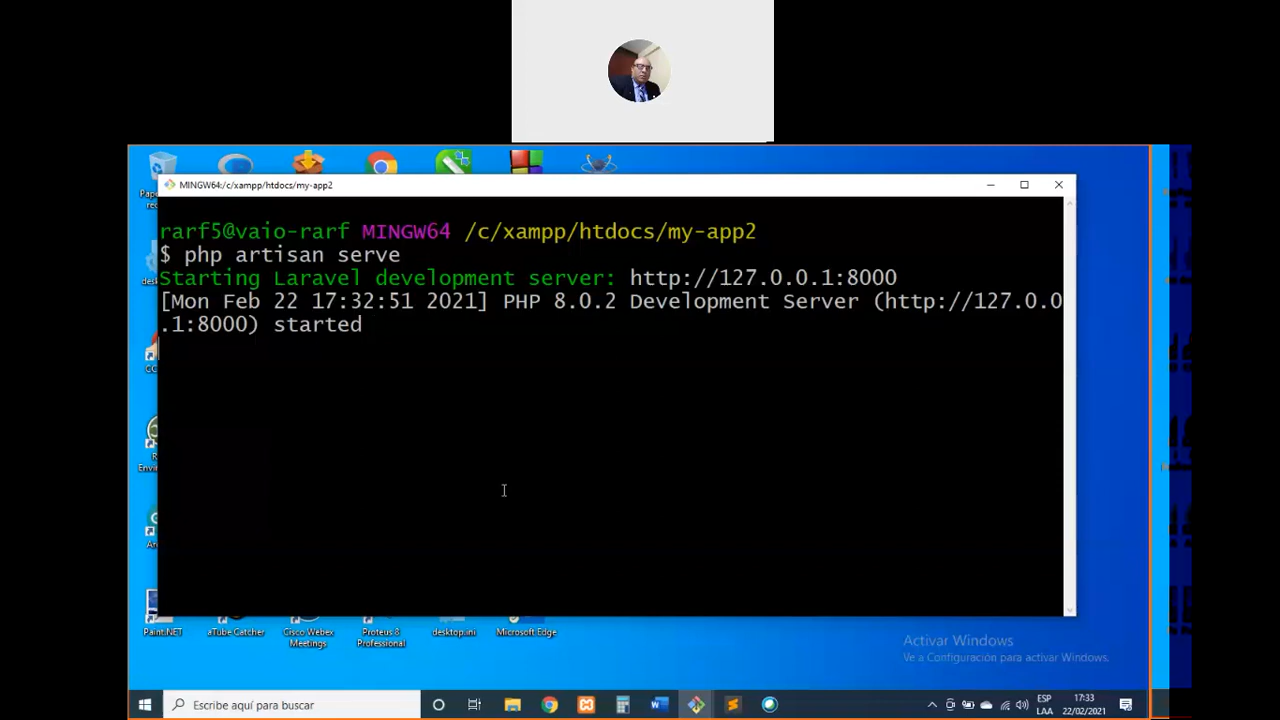 MINGW64:/c/xampp/htdocs/my-app2
rarf5@vaio-rarf MINGW64 /c/xampp/htdocs/my-app2
$ php artisan serve
Starting Laravel development server: http://127.0.0.1:8000
[Mon Feb 22 17:32:51 2021] PHP 8.0.2 Development Server (http://127.0.0
.1:8000) started
Paint.NET
aTube Catcher
Cisco Webex
Meetings
Proteus 8
Professional
desktop.ini
Microsoft Edge
Activar Windows
Ve a Configuración para activar Windows.
Escribe aquí para buscar
ESP
LAA
17:33
22/02/2021